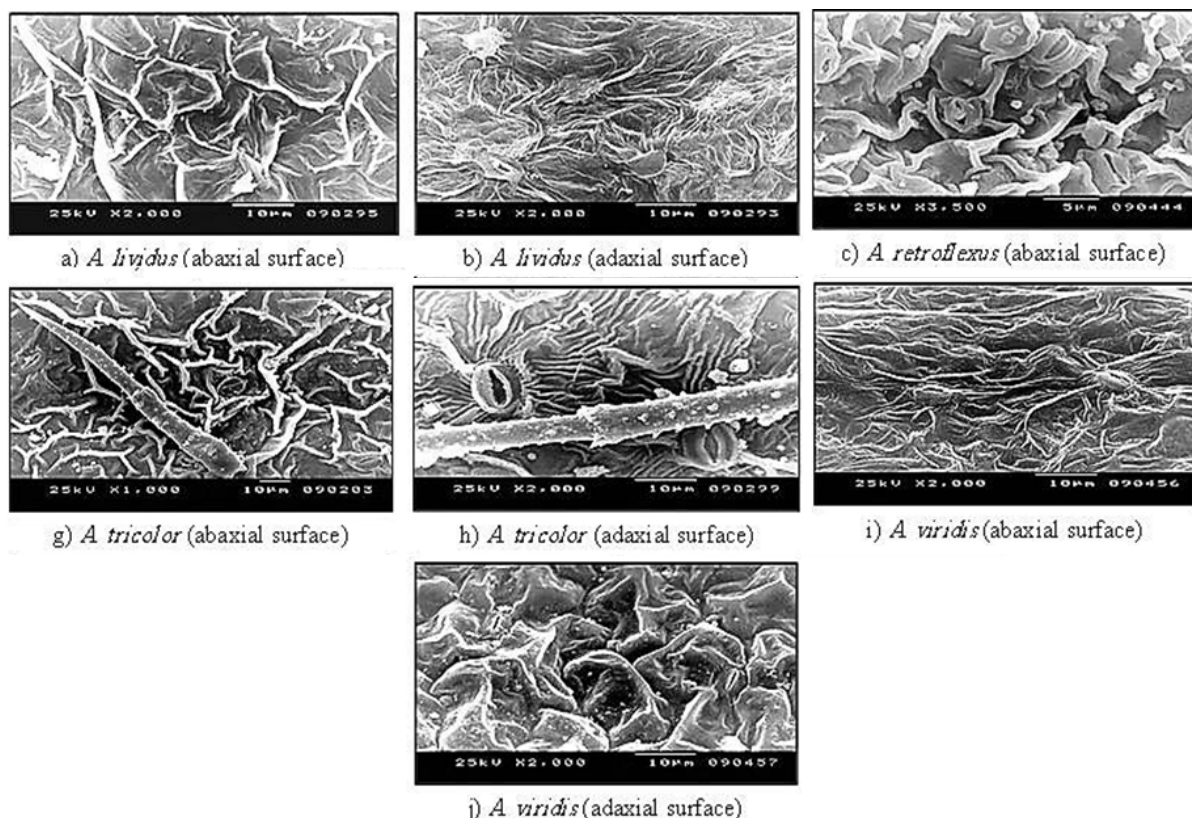 25kV X2,000 10μm 090295
25kV X2,000 10μm 090293
25kV X3,500 5μm 090444
a) A lividus (abaxial surface)
b) A lividus (adaxial surface)
c) A retroflexus (abaxial surface)
25kV X1,000 10μm 090203
25kV X2,000 10μm 090299
25kV X2,000 10μm 090456
g) A tricolor (abaxial surface)
h) A tricolor (adaxial surface)
i) A viridis (abaxial surface)
25kV X2,000 10μm 090457
j) A viridis (adaxial surface)